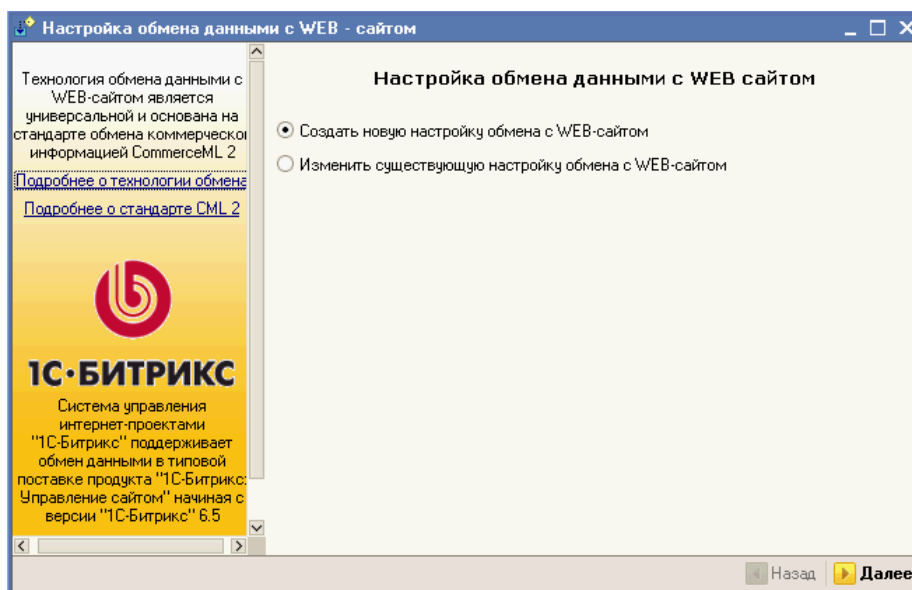 Настройка обмена данными с WEB - сайтом
Технология обмена данными с
WEB-сайтом является
универсальной и основана на
стандарте обмена коммерческо
информацией CommerceML 2
Подробнее о технологии обмена
Подробнее о стандарте CML 2
1С·БИТРИКС
Система управления
интернет-проектами
"1С-Битрикс" поддерживает
обмен данными в типовой
поставке продукта "1С-Битрикс:
Управление сайтом" начиная с
версии "1С-Битрикс" 6.5
Настройка обмена данными с WEB сайтом
Создать новую настройку обмена с WEB-сайтом
Изменить существующую настройку обмена с WEB-сайтом
Назад
Далее